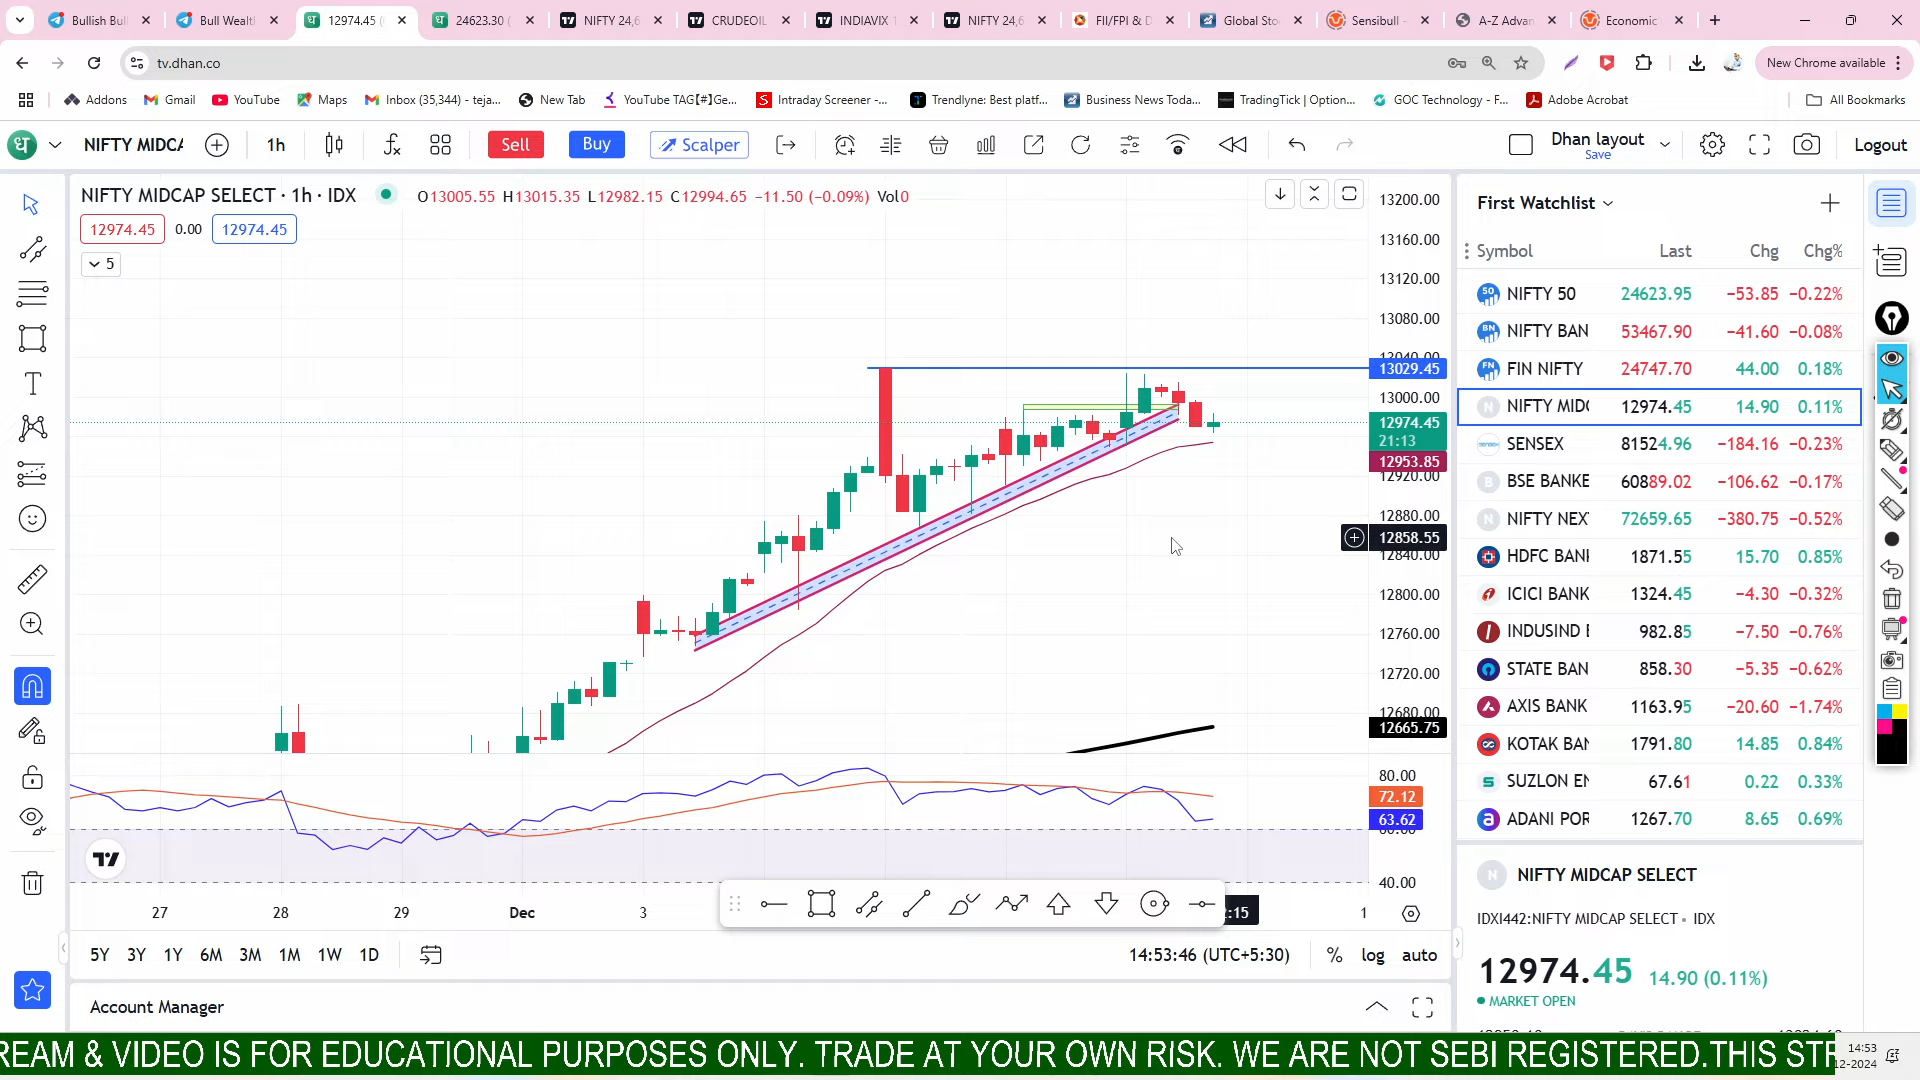 Bullish Bul
Bull Wealt
12974.45 (
24623.30 (
NIFTY 24,6
CRUDEOIL
INDIAVIX 1
NIFTY 24,6
FII/FPI & D
Global Sto
Sensibull -
A-Z Advan
Economic
tv.dhan.co
New Chrome available
Addons
Gmail
YouTube
Maps
Inbox (35,344) - teja...
New Tab
YouTube TAG【#】Ge...
Intraday Screener -...
Trendlyne: Best platf...
Business News Toda...
TradingTick | Option...
GOC Technology - F...
Adobe Acrobat
All Bookmarks
ध
NIFTY MIDCA
1h
Sell
Buy
Scalper
Dhan layout
Save
Logout
NIFTY MIDCAP SELECT · 1h · IDX
O13005.55 H13015.35 L12982.15 C12994.65 −11.50 (−0.09%) Vol0
12974.45 0.00 12974.45
5
13200.00
13160.00
13120.00
13080.00
13040.00
13029.45
13000.00
12974.45
21:13
12953.85
12920.00
12880.00
12858.55
12840.00
12800.00
12760.00
12720.00
12680.00
12665.75
80.00
72.12
63.62
60.00
40.00
27 28 29 Dec 3 :15 1
5Y 3Y 1Y 6M 3M 1M 1W 1D
14:53:46 (UTC+5:30)
% log auto
Account Manager
First Watchlist
Symbol Last Chg Chg%
NIFTY 50 24623.95 −53.85 −0.22%
NIFTY BAN 53467.90 −41.60 −0.08%
FIN NIFTY 24747.70 44.00 0.18%
NIFTY MIDC 12974.45 14.90 0.11%
SENSEX 81524.96 −184.16 −0.23%
BSE BANKE 60889.02 −106.62 −0.17%
NIFTY NEX 72659.65 −380.75 −0.52%
HDFC BANK 1871.55 15.70 0.85%
ICICI BANK 1324.45 −4.30 −0.32%
INDUSIND E 982.85 −7.50 −0.76%
STATE BAN 858.30 −5.35 −0.62%
AXIS BANK 1163.95 −20.60 −1.74%
KOTAK BAN 1791.80 14.85 0.84%
SUZLON EN 67.61 0.22 0.33%
ADANI POR 1267.70 8.65 0.69%
N NIFTY MIDCAP SELECT
IDXI442:NIFTY MIDCAP SELECT • IDX
12974.45 14.90 (0.11%)
MARKET OPEN
REAM & VIDEO IS FOR EDUCATIONAL PURPOSES ONLY. TRADE AT YOUR OWN RISK. WE ARE NOT SEBI REGISTERED.THIS STR
14:53
12-2024